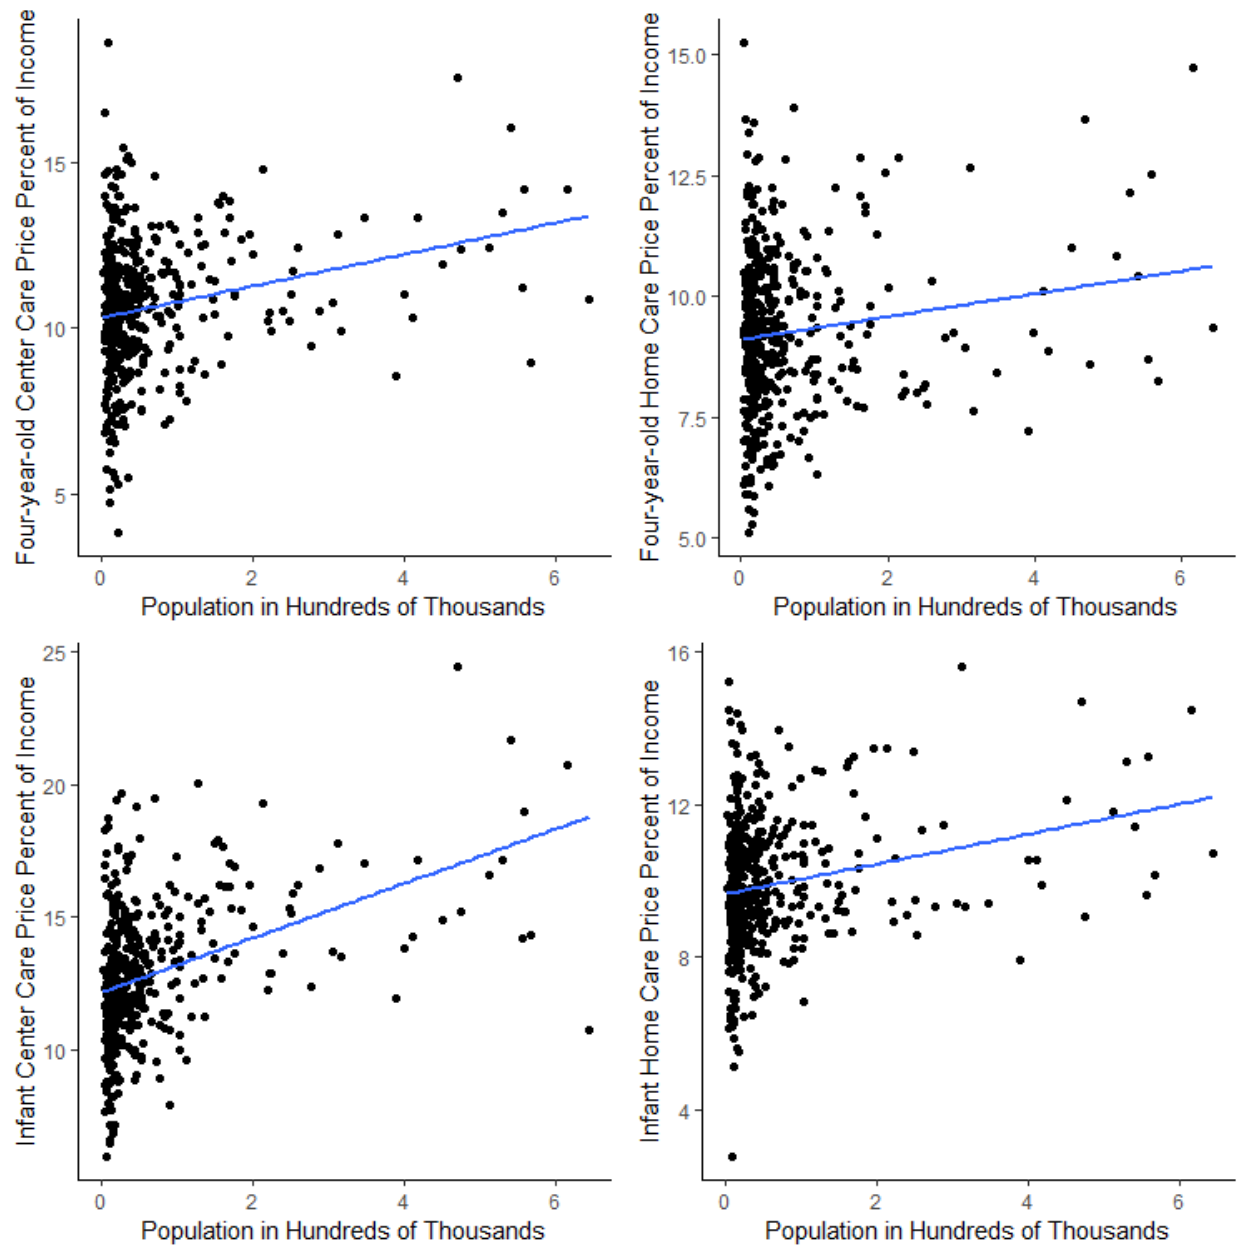 Four-year-old Center Care Price Percent of Income
15
10
5
0 2 4 6
Population in Hundreds of Thousands
Four-year-old Home Care Price Percent of Income
15.0
12.5
10.0
7.5
5.0
0 2 4 6
Population in Hundreds of Thousands
Infant Center Care Price Percent of Income
25
20
15
10
0 2 4 6
Population in Hundreds of Thousands
Infant Home Care Price Percent of Income
16
12
8
4
0 2 4 6
Population in Hundreds of Thousands